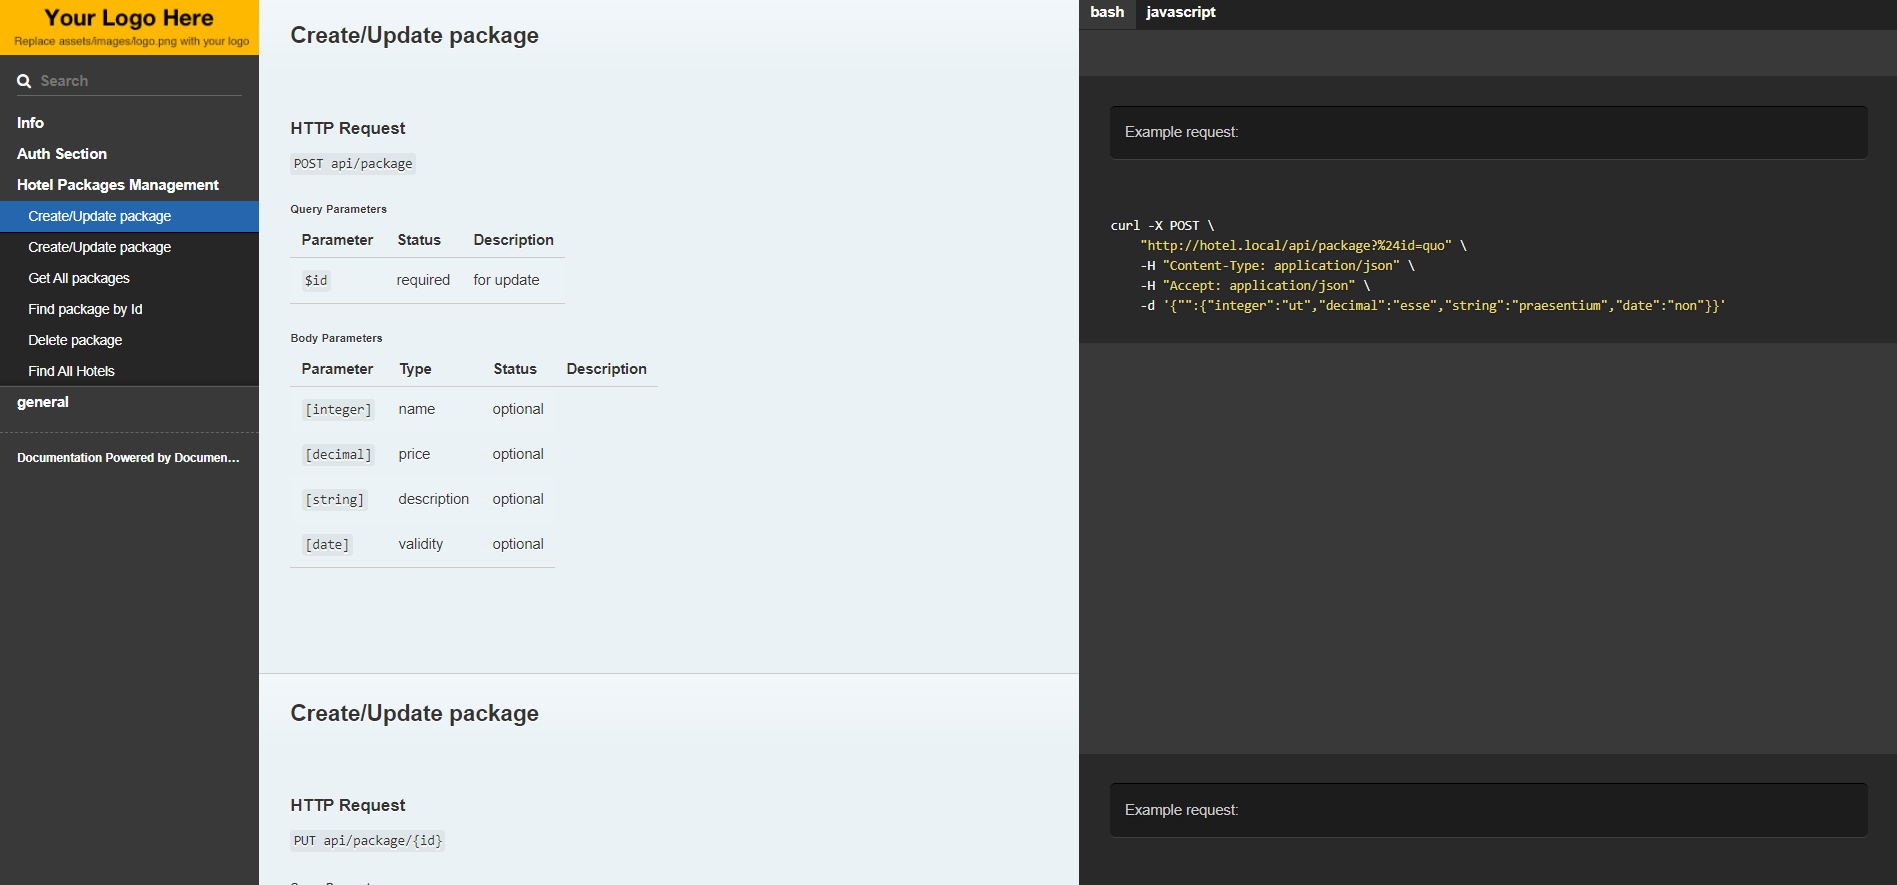 Your Logo Here
Replace assets/images/logo.png with your logo
Search
Info
Auth Section
Hotel Packages Management
Create/Update package
Create/Update package
Get All packages
Find package by Id
Delete package
Find All Hotels
general
Documentation Powered by Documen...
Create/Update package
HTTP Request
POST api/package
Query Parameters
Parameter Status Description
$id required for update
Body Parameters
Parameter Type Status Description
[integer] name optional
[decimal] price optional
[string] description optional
[date] validity optional
Create/Update package
HTTP Request
PUT api/package/{id}
bash javascript
Example request:
curl -X POST \
"http://hotel.local/api/package?%24id=quo" \
-H "Content-Type: application/json" \
-H "Accept: application/json" \
-d '{"":{"integer":"ut","decimal":"esse","string":"praesentium","date":"non"}}'
Example request: